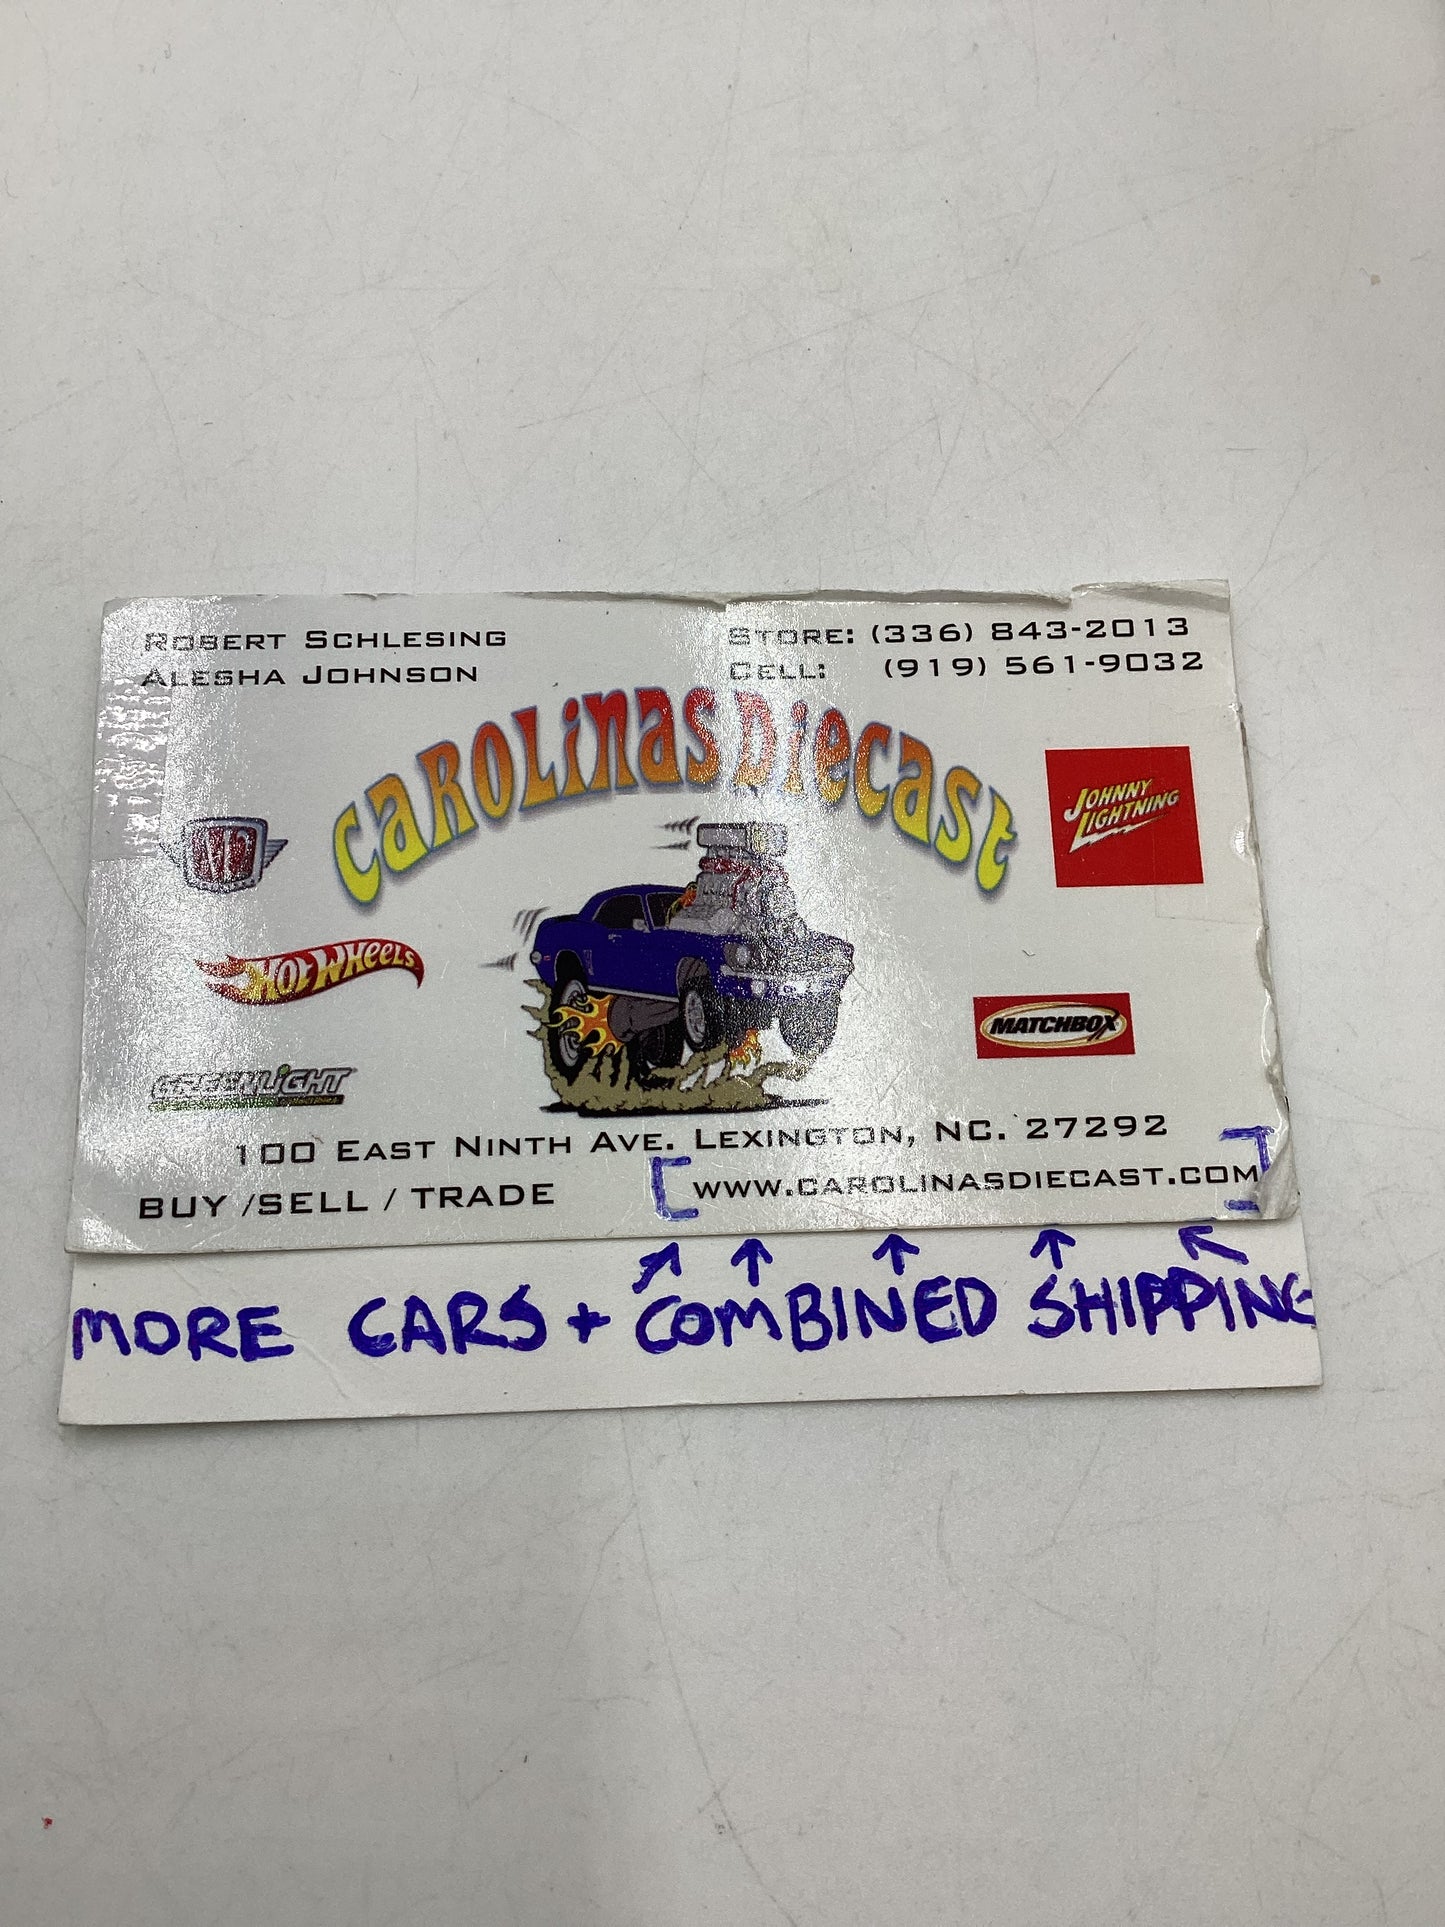 ROBERT SCHLESING
ALESHA JOHNSON
STORE: (336) 843-2013
CELL: (919) 561-9032
CAROLiNAS DIECAST
M2
JOHNNY
LIGHTNING
HOT WHEELS
MATCHBOX
GREENLIGHT
100 EAST NINTH AVE. LEXINGTON, NC. 27292
BUY /SELL / TRADE
[WWW.CAROLINASDIECAST.COM]
MORE CARS + COMBINED SHIPPING